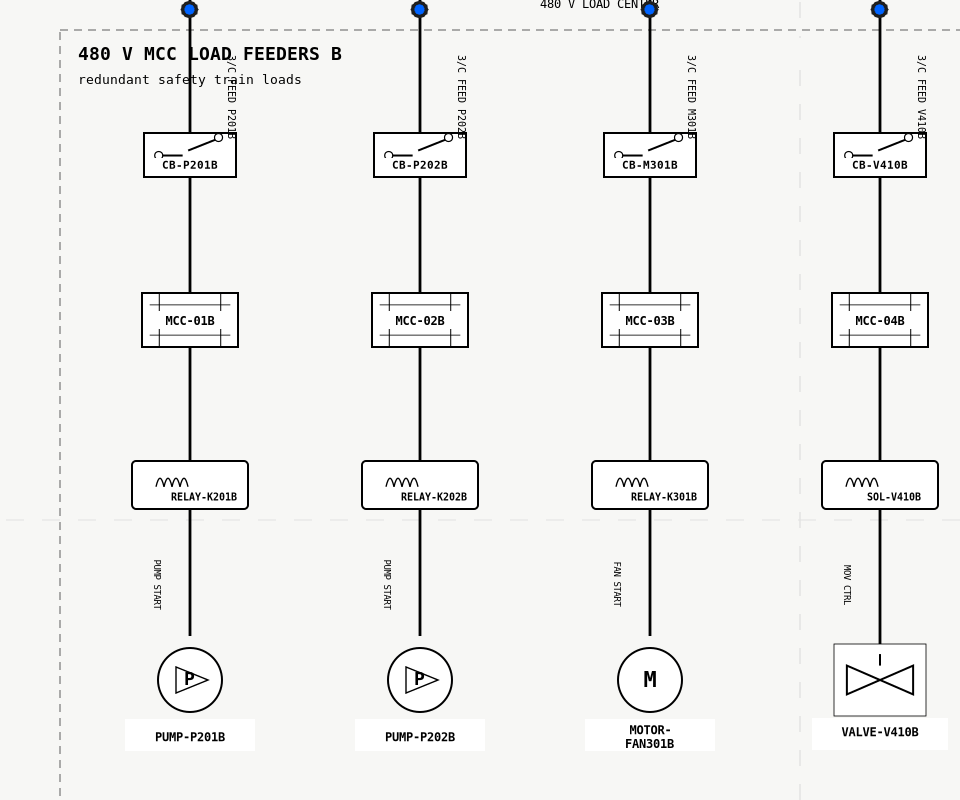 480 V LOAD CENTER
480 V MCC LOAD FEEDERS B
redundant safety train loads
3/C FEED P201B
3/C FEED P202B
3/C FEED M301B
3/C FEED V410B
CB-P201B
CB-P202B
CB-M301B
CB-V410B
MCC-01B
MCC-02B
MCC-03B
MCC-04B
RELAY-K201B
RELAY-K202B
RELAY-K301B
SOL-V410B
PUMP START
PUMP START
FAN START
MOV CTRL
P
P
M
PUMP-P201B
PUMP-P202B
MOTOR-
FAN301B
VALVE-V410B